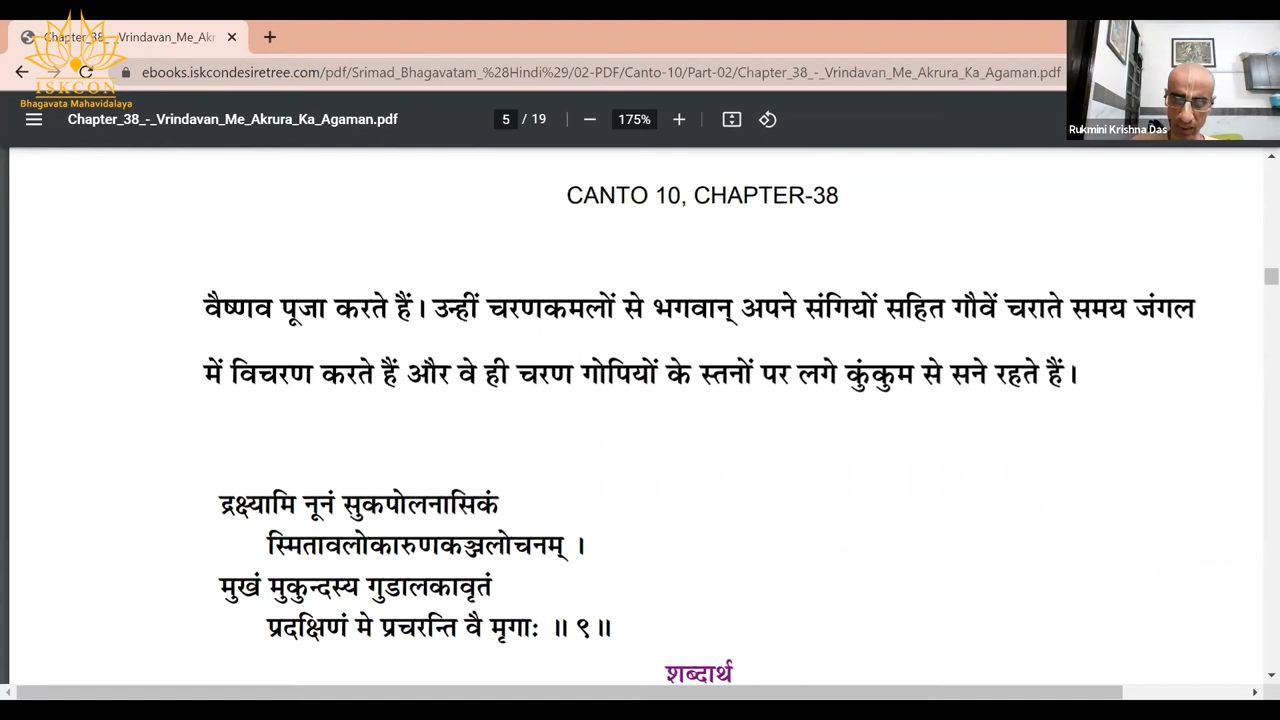 Chapter_38_-_Vrindavan_Me_Akr
ISKCON
Bhagavata Mahavidalaya
ebooks.iskcondesiretree.com/pdf/Srimad_Bhagavatam_%28Hindi%29/02-PDF/Canto-10/Part-02/Chapter_38_-_Vrindavan_Me_Akrura_Ka_Agaman.pdf
Chapter_38_-_Vrindavan_Me_Akrura_Ka_Agaman.pdf 5 / 19 175%
Rukmini Krishna Das
CANTO 10, CHAPTER-38
वैष्णव पूजा करते हैं। उन्हीं चरणकमलों से भगवान् अपने संगियों सहित गौवें चराते समय जंगल
में विचरण करते हैं और वे ही चरण गोपियों के स्तनों पर लगे कुंकुम से सने रहते हैं।
द्रक्ष्यामि नूनं सुकपोलनासिकं
स्मितावलोकारुणकञ्जलोचनम् ।
मुखं मुकुन्दस्य गुडालकावृतं
प्रदक्षिणं मे प्रचरन्ति वै मृगाः ॥ ९॥
शब्दार्थ